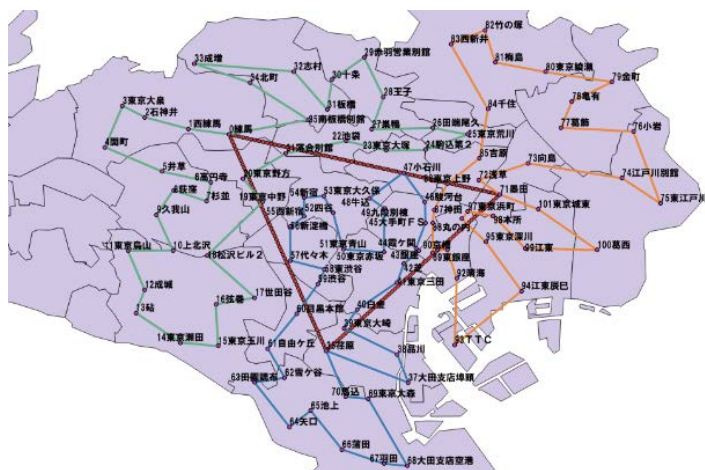 82竹の塚
83西新井
81梅島
29赤羽営業別館
33成増
32志村
80東京綾瀬
30十条
79金町
34北町
28王子
78亀有
3東京大泉
31板橋
84千住
2石神井
35南板橋別館
1西練馬
0練馬
27巣鴨
26田端尾久
25東京荒川
77葛飾
76小岩
4関町
22池袋
23東京大塚
24駒込第2
21落合別館
85吉原
5井草
47小石川
73向島
6高円寺
20東京野方
72浅草
74江戸川別館
8荻窪
7杉並
19東京中野
54新宿
53東京大久保
48牛込
46駿河台
71墨田
75東江戸川
9久我山
55西新宿
52四谷
49九段別棟
87神田
97東京浜町
101東京城東
56新淀橋
45大手町FS
98本所
88丸の内
11東京烏山
10上北沢
51東京青山
44霞ケ関
95東京深川
99江東
100葛西
18松沢ビル2
57代々木
50東京赤坂
43銀座
89東銀座
58東渋谷
12成城
59渋谷
42芝
92晴海
17世田谷
41東京三田
94江東辰巳
16弦巻
13砧
60目黒本館
40白金
39東京大崎
93TTC
14東京瀬田
15東京玉川
61自由ケ丘
36荏原
38品川
63田園調布
62雪ケ谷
37大田支店埠頭
70馬込
69東京大森
65池上
64矢口
66蒲田
67羽田
68大田支店空港